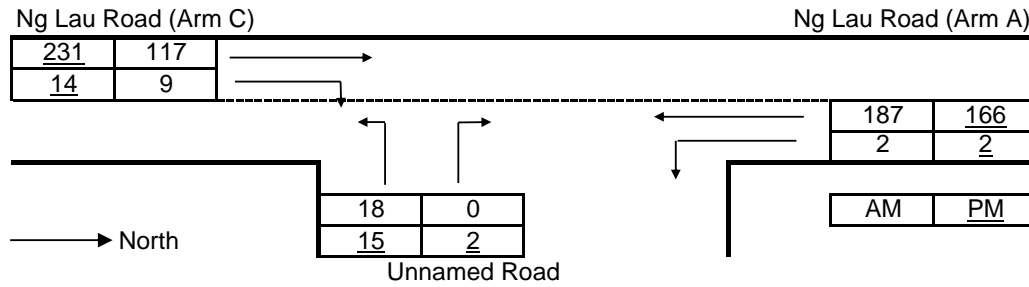 Ng Lau Road (Arm C) Ng Lau Road (Arm A)
231 117
14 9
187 166
2 2
18 0
AM PM
North
15 2
Unnamed Road